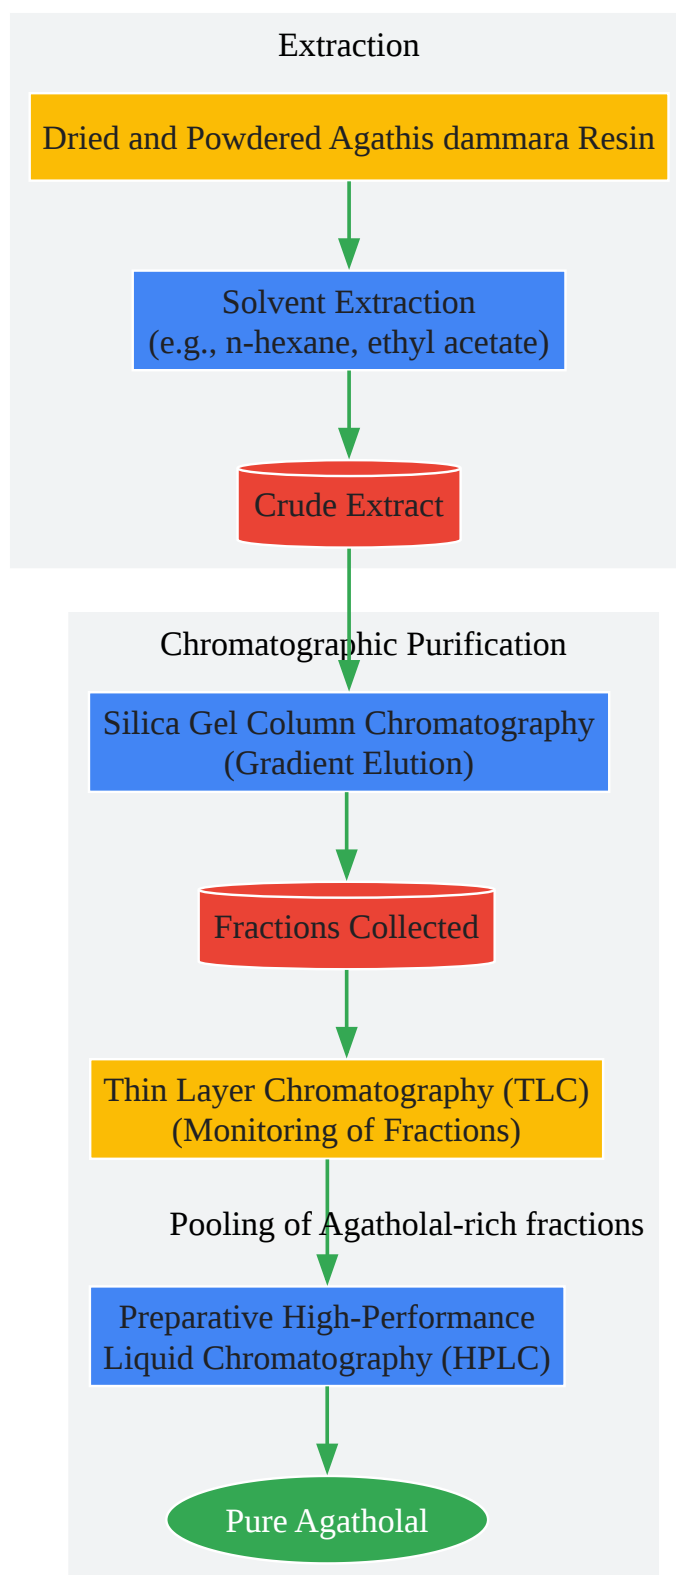 Extraction
Dried and Powdered Agathis dammara Resin
Solvent Extraction
(e.g., n-hexane, ethyl acetate)
Crude Extract
Chromatographic Purification
Silica Gel Column Chromatography
(Gradient Elution)
Fractions Collected
Thin Layer Chromatography (TLC)
(Monitoring of Fractions)
Pooling of Agatholal-rich fractions
Preparative High-Performance
Liquid Chromatography (HPLC)
Pure Agatholal